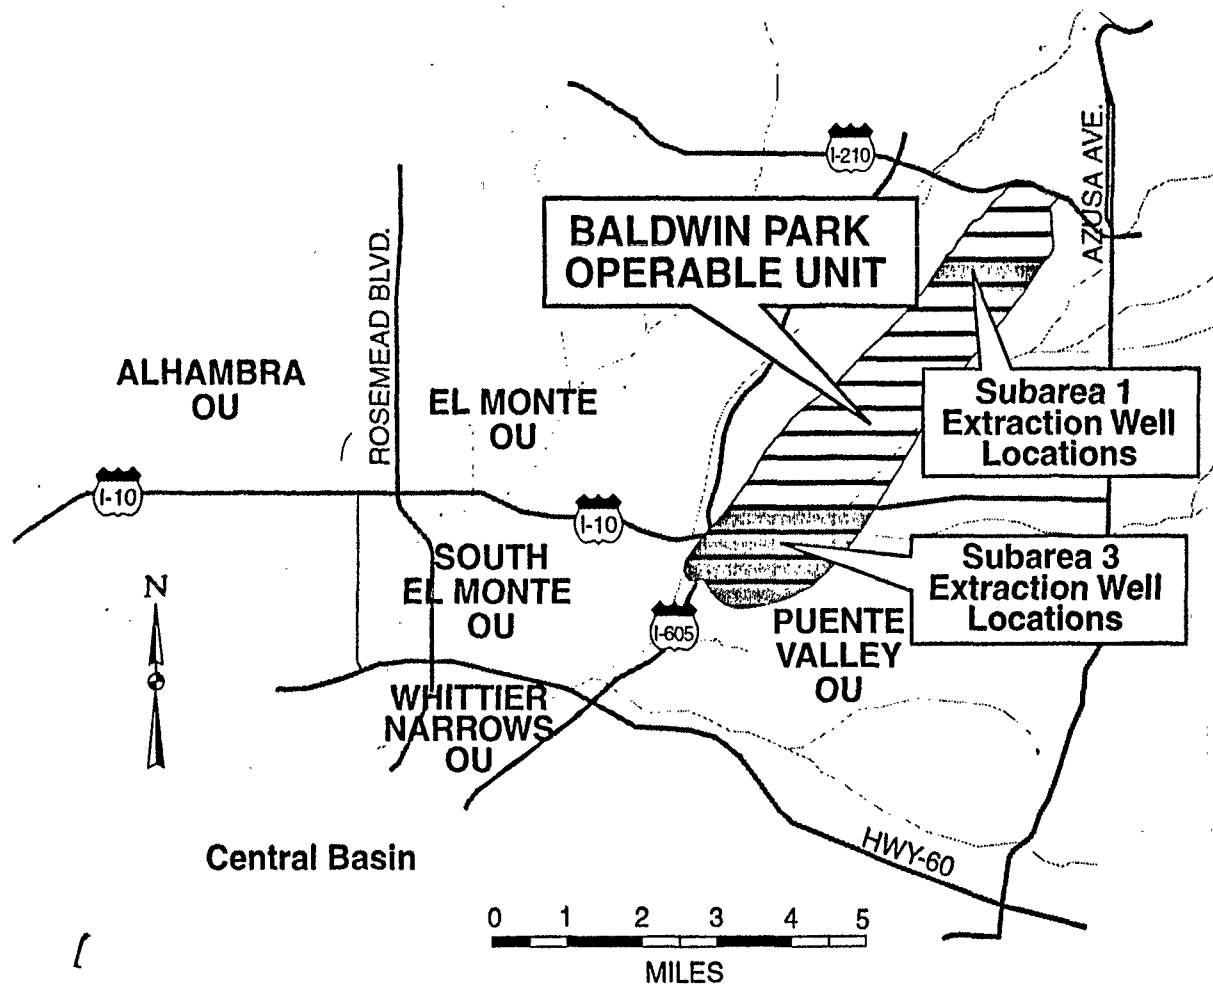 I-210
AZUSA AVE.
BALDWIN PARK
OPERABLE UNIT
ROSEMEAD BLVD.
ALHAMBRA
OU
EL MONTE
OU
Subarea 1
Extraction Well
Locations
I-10
I-10
SOUTH
EL MONTE
OU
Subarea 3
Extraction Well
Locations
N
I-605
PUENTE
VALLEY
OU
WHITTIER
NARROWS
OU
Central Basin
HWY-60
0 1 2 3 4 5
MILES